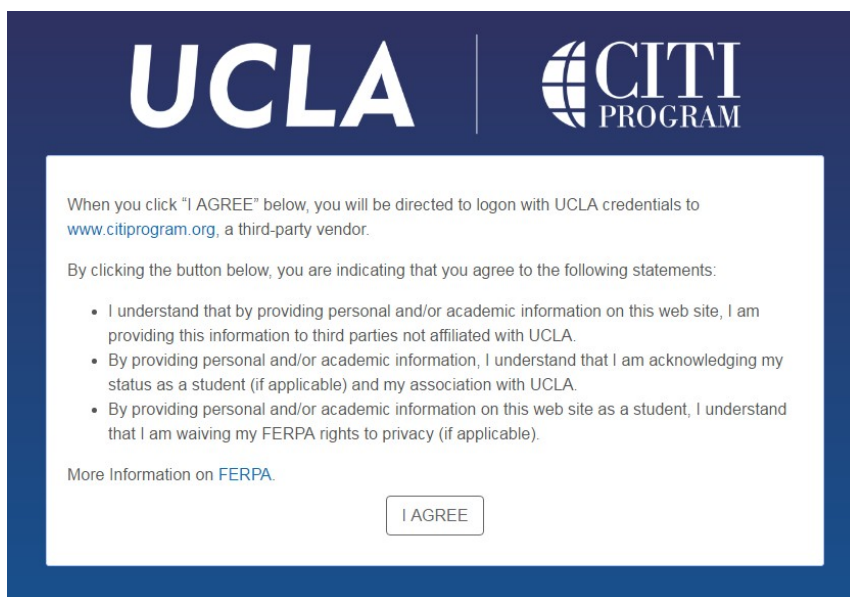 UCLA
CITI
PROGRAM
When you click “I AGREE” below, you will be directed to logon with UCLA credentials to
www.citiprogram.org, a third-party vendor.
By clicking the button below, you are indicating that you agree to the following statements:
• I understand that by providing personal and/or academic information on this web site, I am
providing this information to third parties not affiliated with UCLA.
• By providing personal and/or academic information, I understand that I am acknowledging my
status as a student (if applicable) and my association with UCLA.
• By providing personal and/or academic information on this web site as a student, I understand
that I am waiving my FERPA rights to privacy (if applicable).
More Information on FERPA.
I AGREE